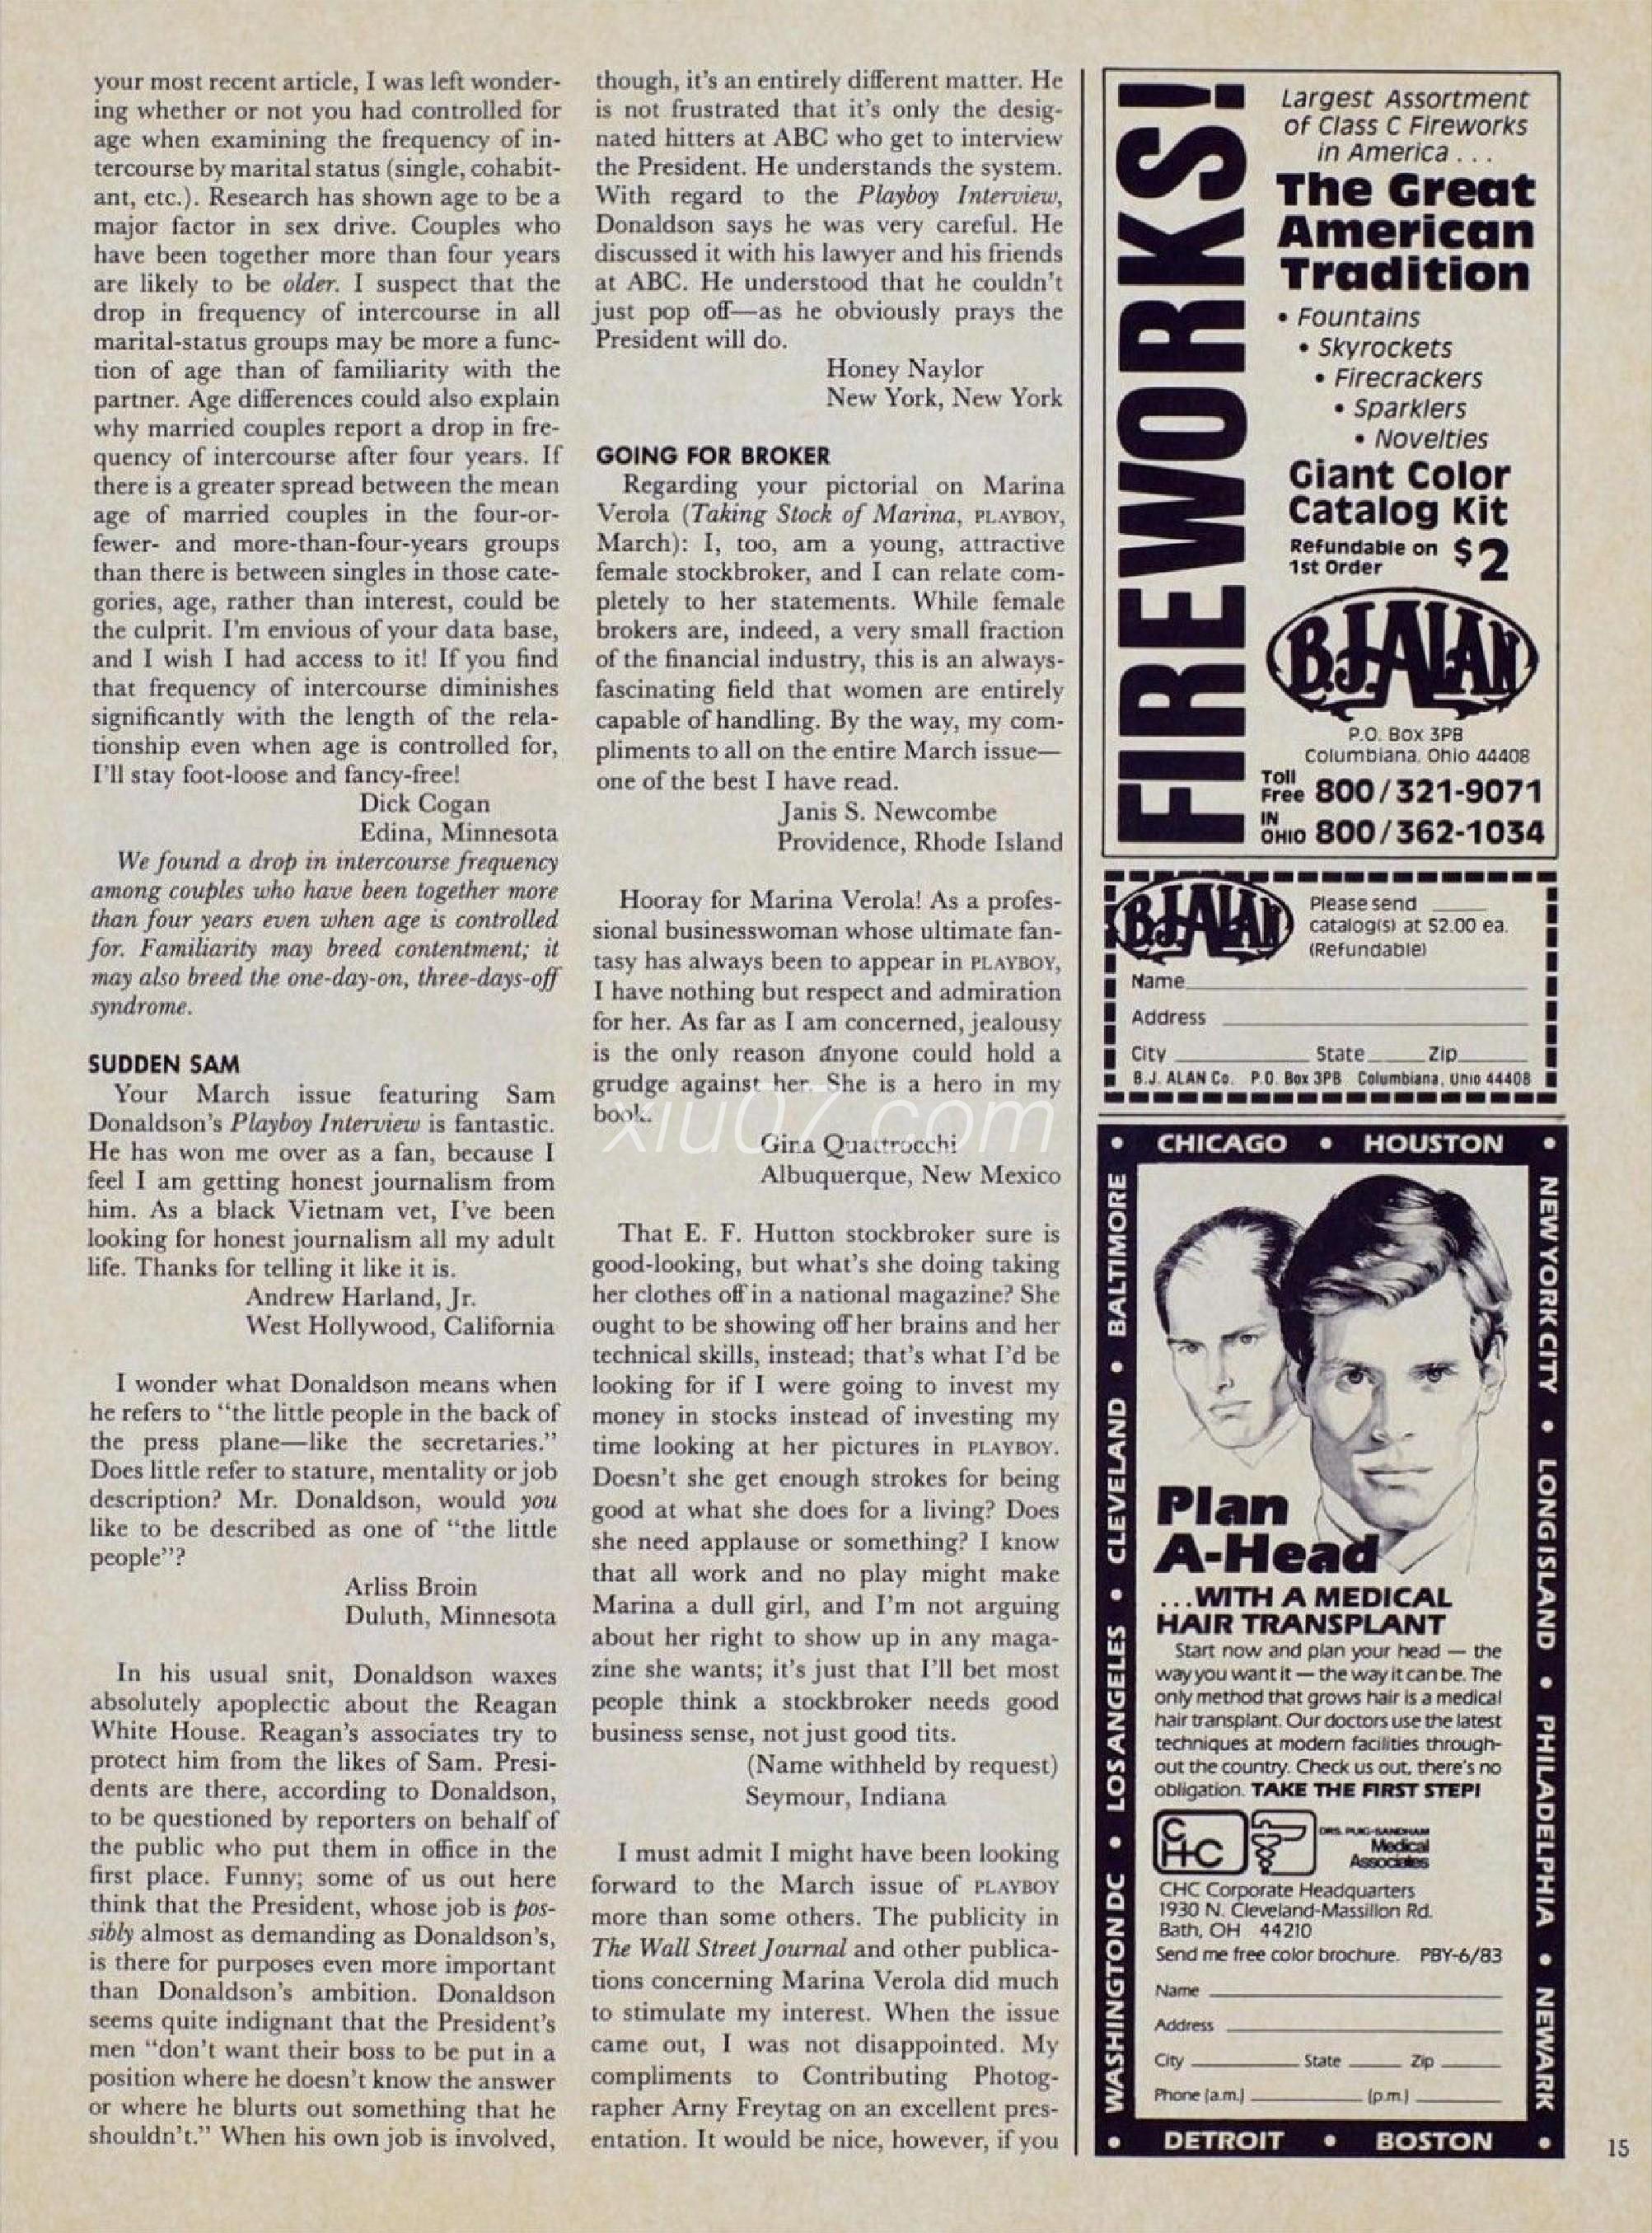 your most recent article, I was left wonder-
ing whether or not you had controlled for
age when examining the frequency of in-
tercourse by marital status (single, cohabit-
ant, etc.). Research has shown age to be a
major factor in sex drive. Couples who
have been together more than four years
are likely to be older. I suspect that the
drop in frequency of intercourse in all
marital-status groups may be more a func-
tion of age than of familiarity with the
partner. Age differences could also explain
why married couples report a drop in fre-
quency of intercourse after four years. If
there is a greater spread between the mean
age of married couples in the four-or-
fewer- and more-than-four-years groups
than there is between singles in those cate-
gories, age, rather than interest, could be
the culprit. I'm envious of your data base,
and I wish I had access to it! If you find
that frequency of intercourse diminishes
significantly with the length of the rela-
tionship even when age is controlled for,
I'll stay foot-loose and fancy-free!
Dick Cogan
Edina, Minnesota
We found a drop in intercourse frequency
among couples who have been together more
than four years even when age is controlled
for. Familiarity may breed contentment; it
may also breed the one-day-on, three-days-off
syndrome.
SUDDEN SAM
Your March issue featuring Sam
Donaldson's Playboy Interview is fantastic.
He has won me over as a fan, because I
feel I am getting honest journalism from
him. As a black Vietnam vet, I've been
looking for honest journalism all my adult
life. Thanks for telling it like it is.
Andrew Harland, Jr.
West Hollywood, California
I wonder what Donaldson means when
he refers to "the little people in the back of
the press plane—like the secretaries."
Does little refer to stature, mentality or job
description? Mr. Donaldson, would you
like to be described as one of "the little
people"?
Arliss Broin
Duluth, Minnesota
In his usual snit, Donaldson waxes
absolutely apoplectic about the Reagan
White House. Reagan's associates try to
protect him from the likes of Sam. Presi-
dents are there, according to Donaldson,
to be questioned by reporters on behalf of
the public who put them in office in the
first place. Funny; some of us out here
think that the President, whose job is pos-
sibly almost as demanding as Donaldson's,
is there for purposes even more important
than Donaldson's ambition. Donaldson
seems quite indignant that the President's
men "don't want their boss to be put in a
position where he doesn't know the answer
or where he blurts out something that he
shouldn't." When his own job is involved,
though, it's an entirely different matter. He
is not frustrated that it's only the desig-
nated hitters at ABC who get to interview
the President. He understands the system.
With regard to the Playboy Interview,
Donaldson says he was very careful. He
discussed it with his lawyer and his friends
at ABC. He understood that he couldn't
just pop off—as he obviously prays the
President will do.
Honey Naylor
New York, New York
GOING FOR BROKER
Regarding your pictorial on Marina
Verola (Taking Stock of Marina, PLAYBOY,
March): I, too, am a young, attractive
female stockbroker, and I can relate com-
pletely to her statements. While female
brokers are, indeed, a very small fraction
of the financial industry, this is an always-
fascinating field that women are entirely
capable of handling. By the way, my com-
pliments to all on the entire March issue—
one of the best I have read.
Janis S. Newcombe
Providence, Rhode Island
Hooray for Marina Verola! As a profes-
sional businesswoman whose ultimate fan-
tasy has always been to appear in PLAYBOY,
I have nothing but respect and admiration
for her. As far as I am concerned, jealousy
is the only reason anyone could hold a
grudge against her. She is a hero in my
book.
xiu07.com
Gina Quattrocchi
Albuquerque, New Mexico
That E. F. Hutton stockbroker sure is
good-looking, but what's she doing taking
her clothes off in a national magazine? She
ought to be showing off her brains and her
technical skills, instead; that's what I'd be
looking for if I were going to invest my
money in stocks instead of investing my
time looking at her pictures in PLAYBOY.
Doesn't she get enough strokes for being
good at what she does for a living? Does
she need applause or something? I know
that all work and no play might make
Marina a dull girl, and I'm not arguing
about her right to show up in any maga-
zine she wants; it's just that I'll bet most
people think a stockbroker needs good
business sense, not just good tits.
(Name withheld by request)
Seymour, Indiana
I must admit I might have been looking
forward to the March issue of PLAYBOY
more than some others. The publicity in
The Wall Street Journal and other publica-
tions concerning Marina Verola did much
to stimulate my interest. When the issue
came out, I was not disappointed. My
compliments to Contributing Photog-
rapher Arny Freytag on an excellent pres-
entation. It would be nice, however, if you
FIREWORKS!
Largest Assortment
of Class C Fireworks
in America . . .
The Great
American
Tradition
• Fountains
• Skyrockets
• Firecrackers
• Sparklers
• Novelties
Giant Color
Catalog Kit
Refundable on
1st Order
$2
B.J. ALAN
P.O. Box 3PB
Columbiana, Ohio 44408
Toll
Free 800/321-9071
IN
OHIO 800/362-1034
B.J. ALAN
Please send
catalog(s) at $2.00 ea.
(Refundable)
Name
Address
City State Zip
B.J. ALAN Co. P.O. Box 3PB Columbiana, Ohio 44408
• CHICAGO • HOUSTON •
WASHINGTON DC • LOS ANGELES • CLEVELAND • BALTIMORE
NEW YORK CITY • LONG ISLAND • PHILADELPHIA • NEWARK
Plan
A-Head
...WITH A MEDICAL
HAIR TRANSPLANT
Start now and plan your head — the
way you want it — the way it can be. The
only method that grows hair is a medical
hair transplant. Our doctors use the latest
techniques at modern facilities through-
out the country. Check us out, there's no
obligation. TAKE THE FIRST STEP!
CHC
DRS. PUIG-SANDHAM
Medical
Associates
CHC Corporate Headquarters
1930 N. Cleveland-Massillon Rd.
Bath, OH 44210
Send me free color brochure. PBY-6/83
Name
Address
City State Zip
Phone (a.m.) (p.m.)
• DETROIT • BOSTON •
15